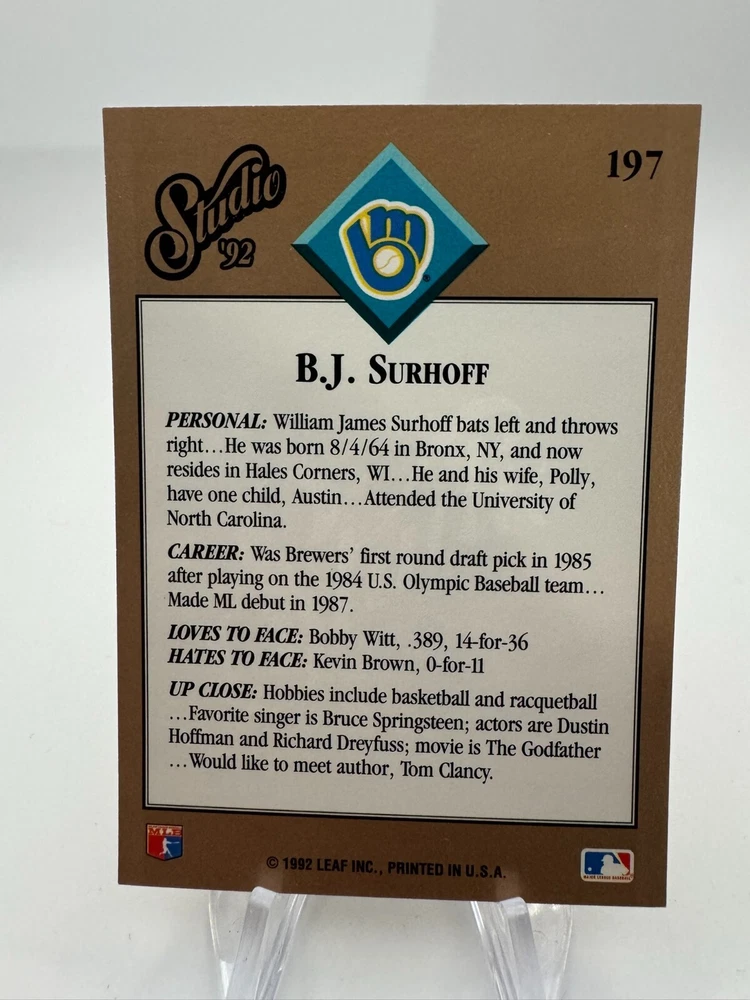 Studio
'92
197
B.J. SURHOFF
PERSONAL: William James Surhoff bats left and throws
right...He was born 8/4/64 in Bronx, NY, and now
resides in Hales Corners, WI...He and his wife, Polly,
have one child, Austin...Attended the University of
North Carolina.
CAREER: Was Brewers' first round draft pick in 1985
after playing on the 1984 U.S. Olympic Baseball team...
Made ML debut in 1987.
LOVES TO FACE: Bobby Witt, .389, 14-for-36
HATES TO FACE: Kevin Brown, 0-for-11
UP CLOSE: Hobbies include basketball and racquetball
...Favorite singer is Bruce Springsteen; actors are Dustin
Hoffman and Richard Dreyfuss; movie is The Godfather
...Would like to meet author, Tom Clancy.
© 1992 LEAF INC., PRINTED IN U.S.A.
MAJOR LEAGUE BASEBALL